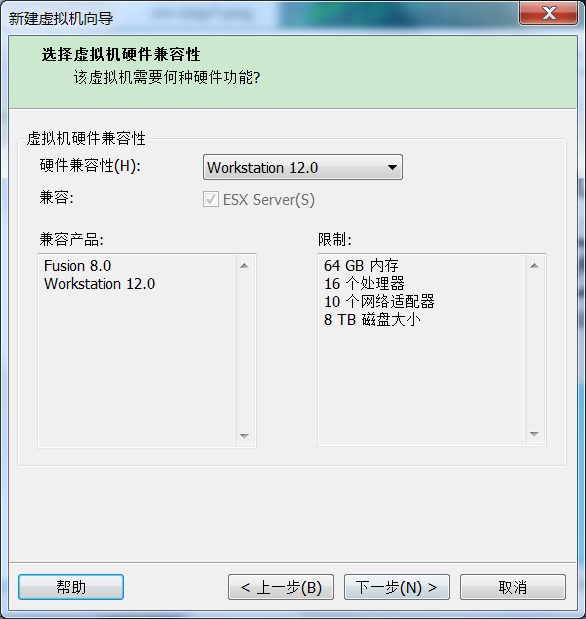 新建虚拟机向导
选择虚拟机硬件兼容性
该虚拟机需要何种硬件功能?
虚拟机硬件兼容性
硬件兼容性(H):
Workstation 12.0
兼容:
ESX Server(S)
兼容产品:
Fusion 8.0
Workstation 12.0
限制:
64 GB 内存
16 个处理器
10 个网络适配器
8 TB 磁盘大小
帮助
< 上一步(B)
下一步(N) >
取消